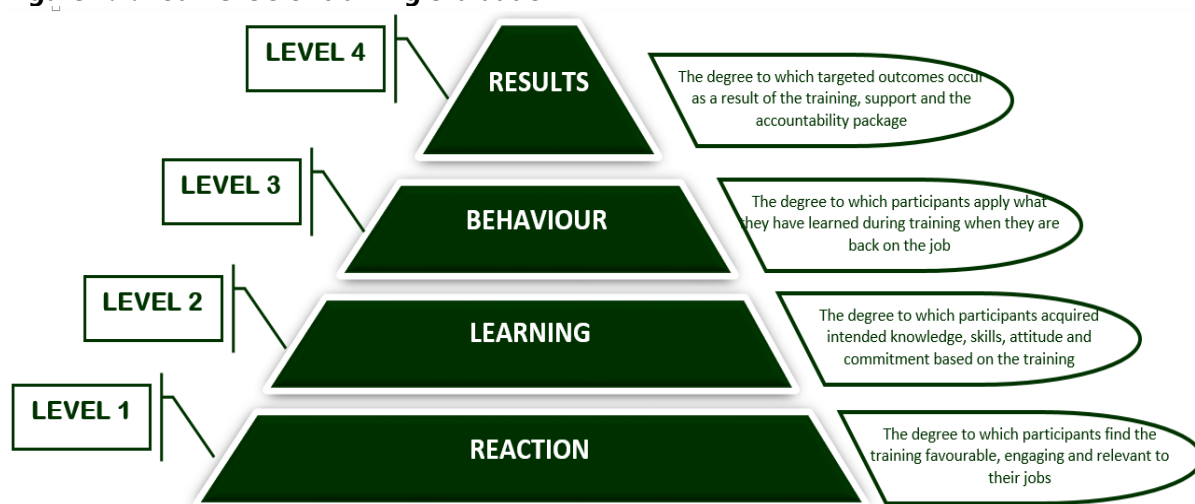 LEVEL 4
RESULTS
The degree to which targeted outcomes occur
as a result of the training, support and the
accountability package
LEVEL 3
BEHAVIOUR
The degree to which participants apply what
they have learned during training when they are
back on the job
LEVEL 2
LEARNING
The degree to which participants acquired
intended knowledge, skills, attitude and
commitment based on the training
LEVEL 1
REACTION
The degree to which participants find the
training favourable, engaging and relevant to
their jobs